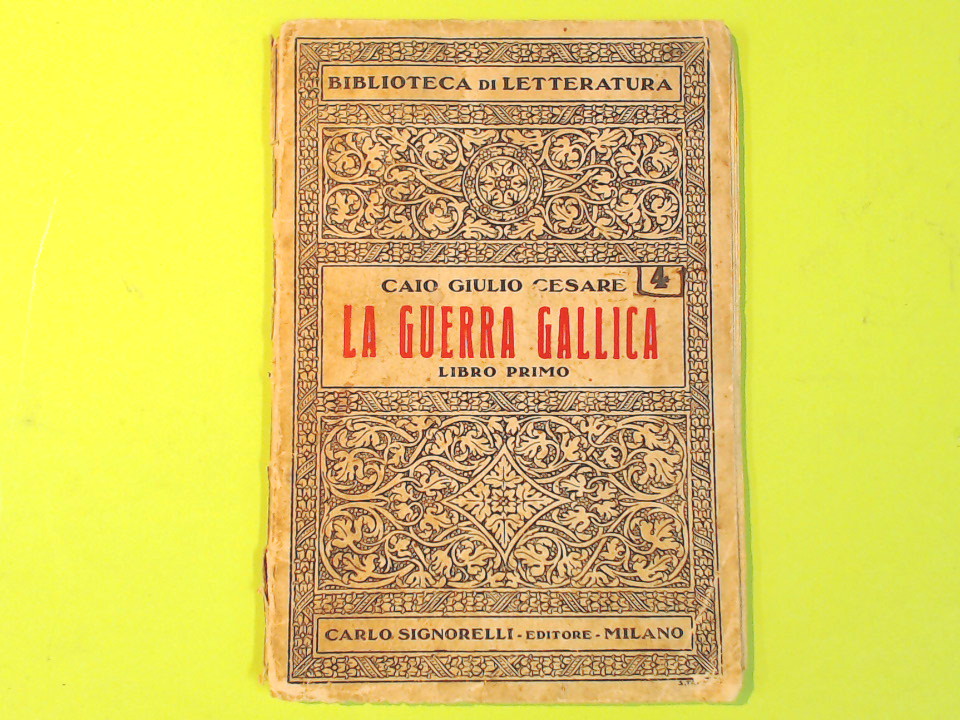 BIBLIOTECA DI LETTERATURA
CAIO GIULIO CESARE
4
LA GUERRA GALLICA
LIBRO PRIMO
CARLO SIGNORELLI - EDITORE - MILANO